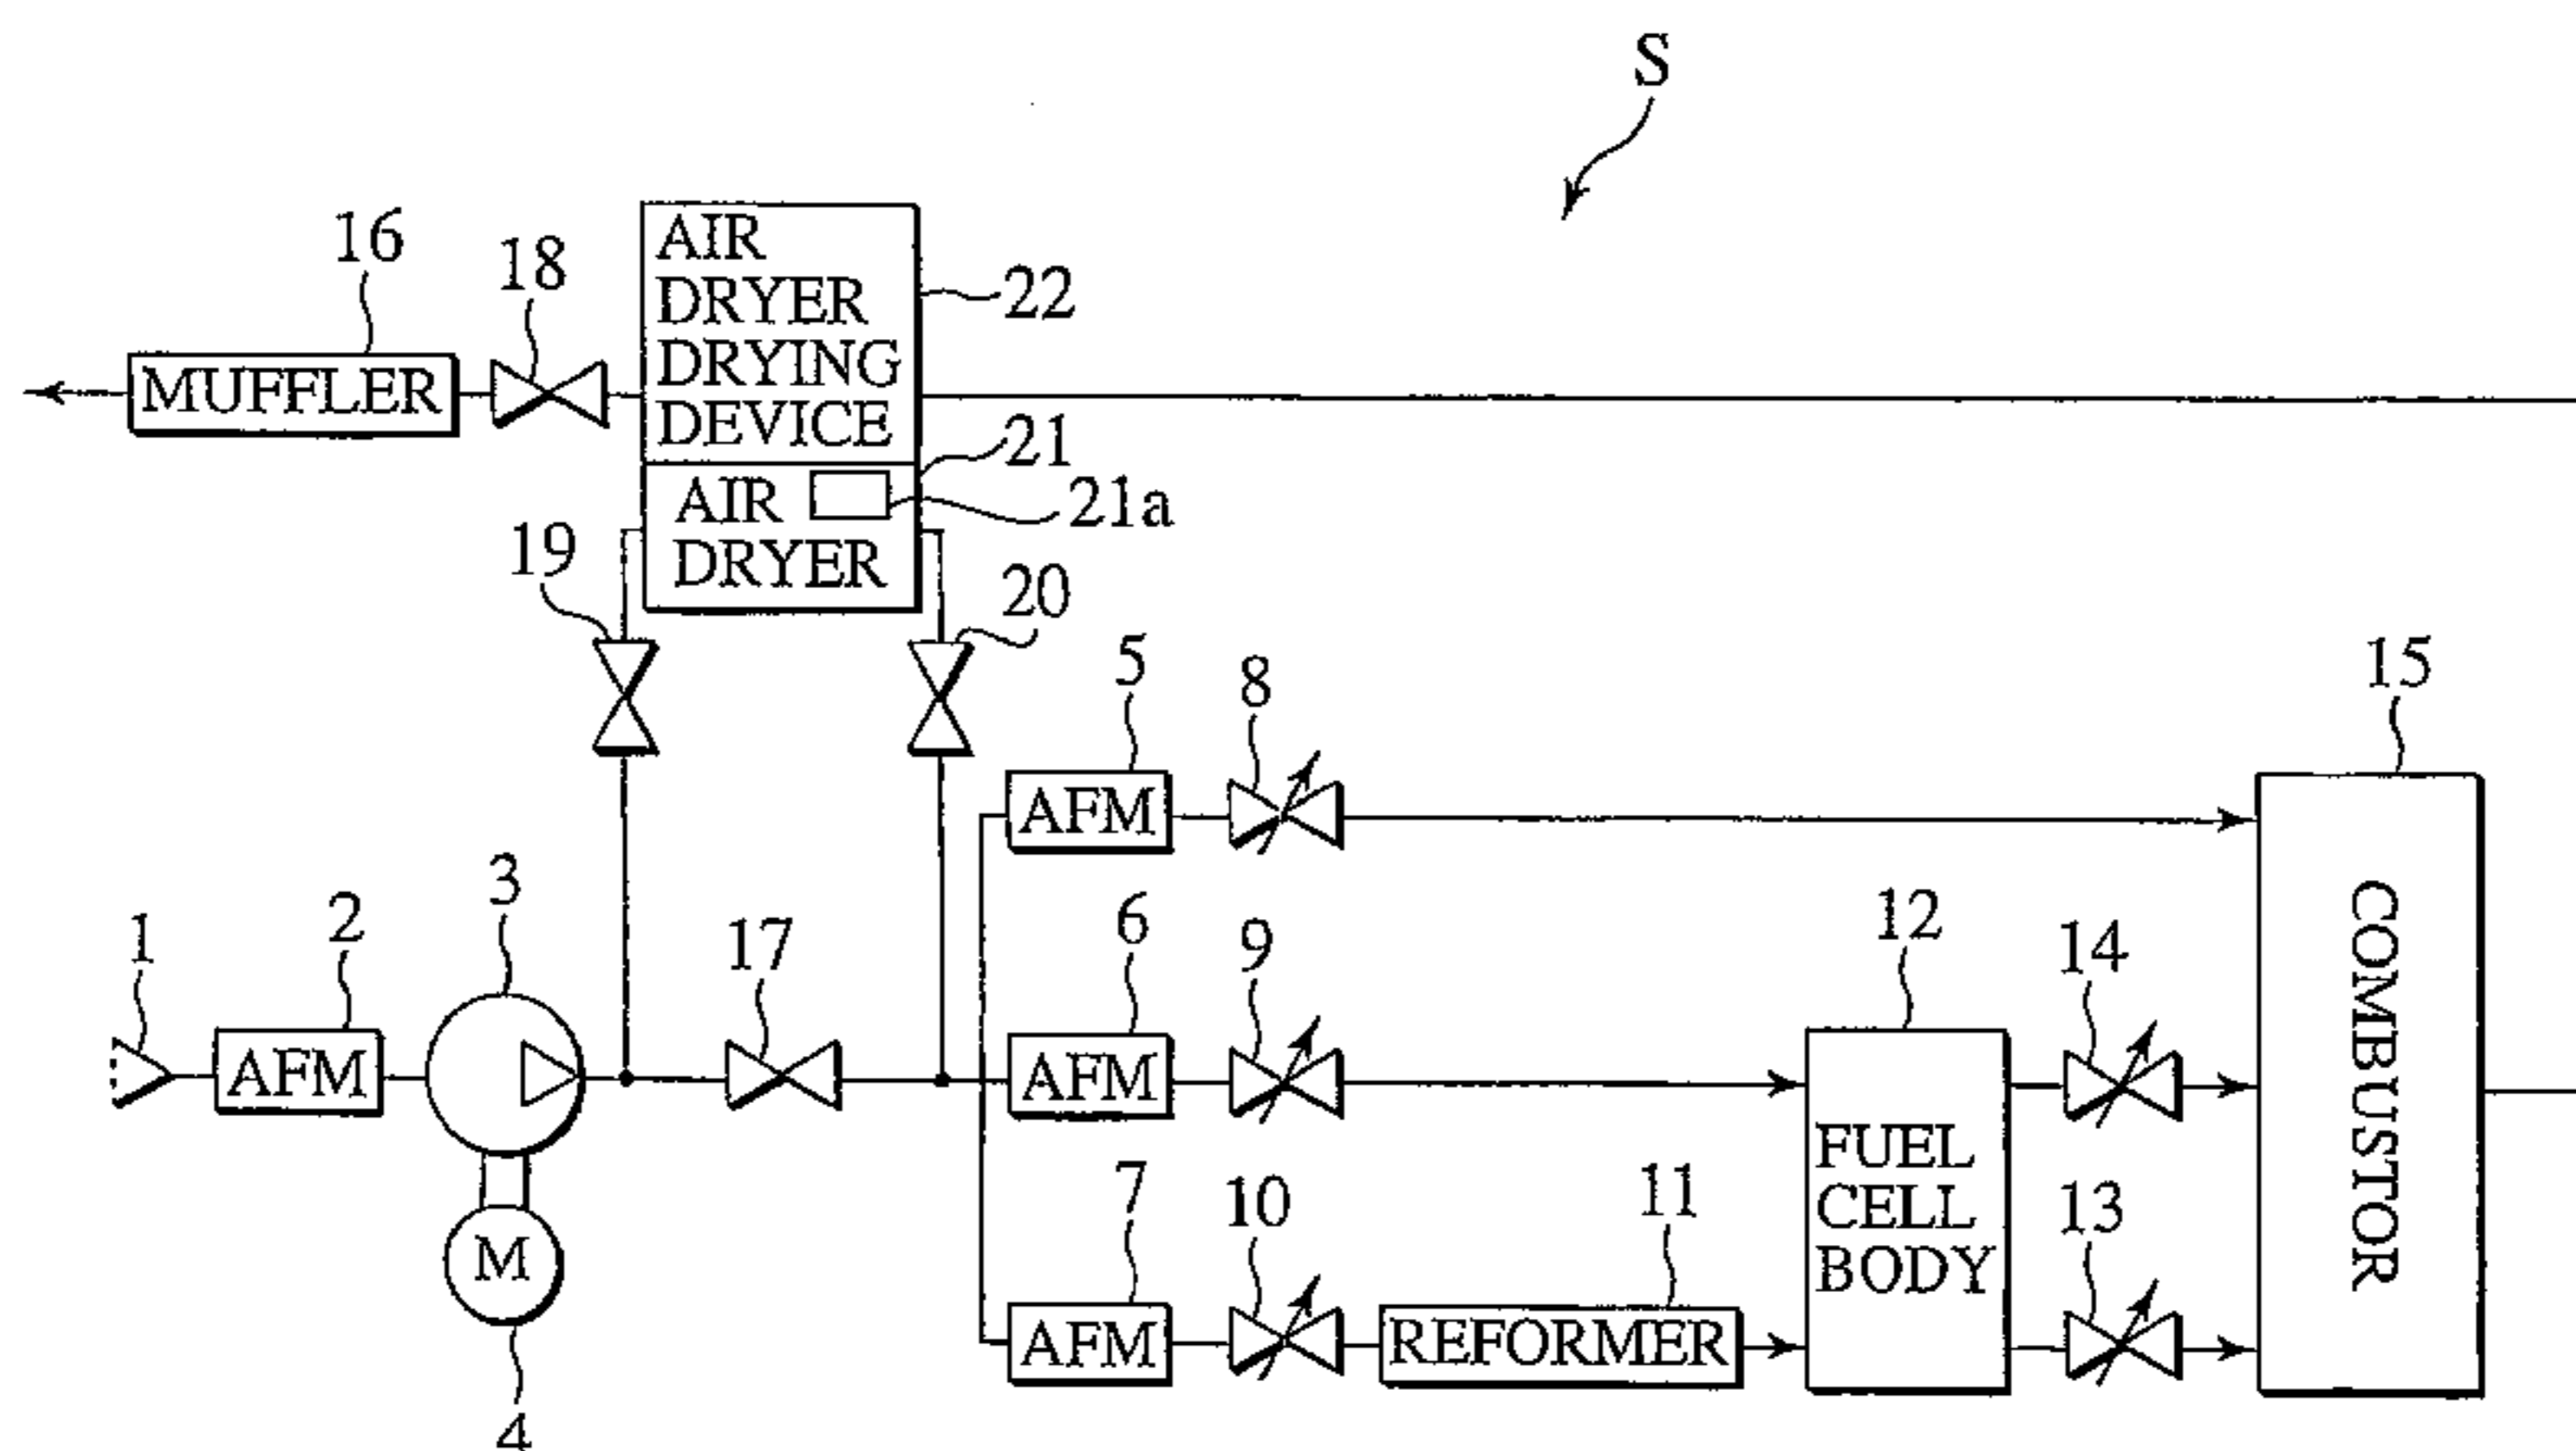 S
16
18
AIR
DRYER
DRYING
DEVICE
22
MUFFLER
21
AIR
DRYER
21a
19
20
5
8
15
AFM
3
2
1
17
6
9
12
14
COMBUSTOR
AFM
AFM
7
10
11
FUEL
CELL
BODY
13
M
AFM
REFORMER
4